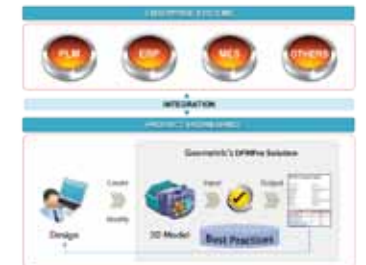 ENTERPRISE SYSTEMS
PLM ERP MES OTHERS
INTEGRATION
PRODUCT ENGINEERING
Geometric's DFMPro Solution
Create Input Output
Modify
Design 3D Model Best Practices